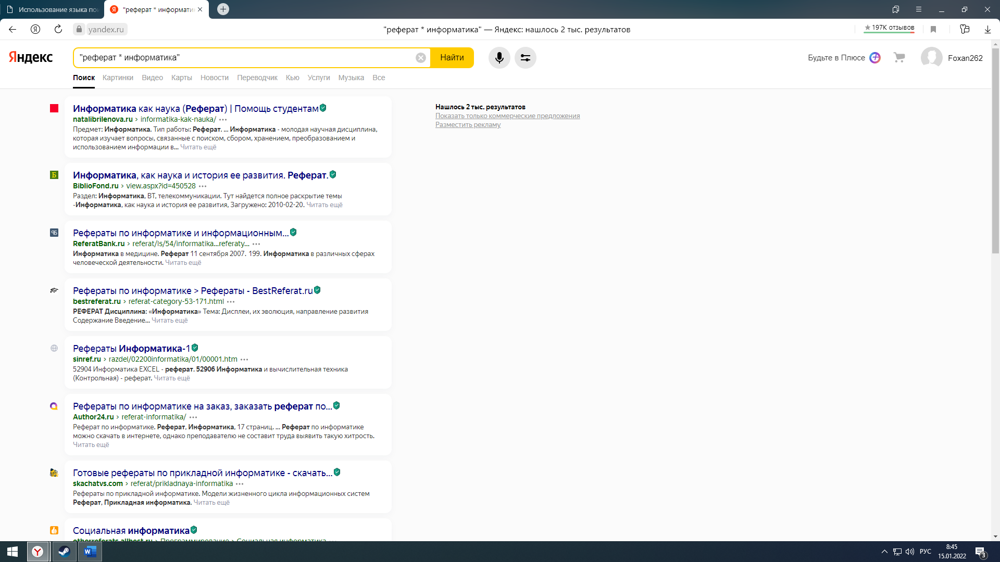 Использование языка по
"реферат * информати
yandex.ru
"реферат * информатика" — Яндекс: нашлось 2 тыс. результатов
★ 197К отзывов
Яндекс
"реферат * информатика"
Найти
Будьте в Плюсе
Foxan262
Поиск Картинки Видео Карты Новости Переводчик Кью Услуги Музыка Все
Информатика как наука (Реферат) | Помощь студентам
natalibrilenova.ru › informatika-kak-nauka/
Предмет: Информатика. Тип работы: Реферат. ... Информатика - молодая научная дисциплина,
которая изучает вопросы, связанные с поиском, сбором, хранением, преобразованием и
использованием информации в... Читать ещё
Нашлось 2 тыс. результатов
Показать только коммерческие предложения
Разместить рекламу
Б
Информатика, как наука и история ее развития. Реферат.
BiblioFond.ru › view.aspx?id=450528
Раздел: Информатика, ВТ, телекоммуникации. Тут найдется полное раскрытие темы
-Информатика, как наука и история ее развития, Загружено: 2010-02-20. Читать ещё
Рефераты по информатике и информационным...
ReferatBank.ru › referat/ls/54/informatika...referaty...
Информатика в медицине. Реферат 11 сентября 2007. 199. Информатика в различных сферах
человеческой деятельности. Читать ещё
Рефераты по информатике > Рефераты - BestReferat.ru
bestreferat.ru › referat-category-53-171.html
РЕФЕРАТ Дисциплина: «Информатика» Тема: Дисплеи, их эволюция, направление развития
Содержание Введение... Читать ещё
Рефераты Информатика-1
sinref.ru › razdel/02200informatika/01/00001.htm
52904 Информатика EXCEL - реферат. 52906 Информатика и вычислительная техника
(Контрольная) - реферат. Читать ещё
Рефераты по информатике на заказ, заказать реферат по...
Author24.ru › referat-informatika/
Реферат по информатике. Реферат, Информатика, 17 страниц. ... Реферат по информатике
можно скачать в интернете, однако преподавателю не составит труда выявить такую хитрость.
Читать ещё
Готовые рефераты по прикладной информатике - скачать...
skachatvs.com › referat/prikladnaya-informatika
Рефераты по прикладной информатике. Модели жизненного цикла информационных систем
Реферат, Прикладная информатика. Читать ещё
Социальная информатика
otherreferats.allbest.ru › Программирование › Социальная информатика
РУС
8:45
15.01.2022
3